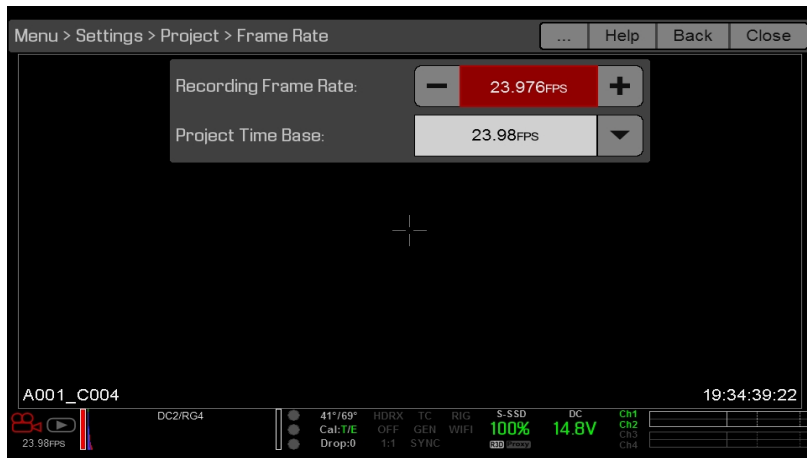 Menu > Settings > Project > Frame Rate ... Help Back Close
Recording Frame Rate: − 23.976FPS +
Project Time Base: 23.98FPS
A001_C004 19:34:39:22
DC2/RG4 41°/69° HDRX TC RIG S-SSD DC Ch1
Cal:T/E OFF GEN WIFI 100% 14.8V Ch2
23.98FPS Drop:0 1:1 SYNC R3D Proxy Ch3
Ch4